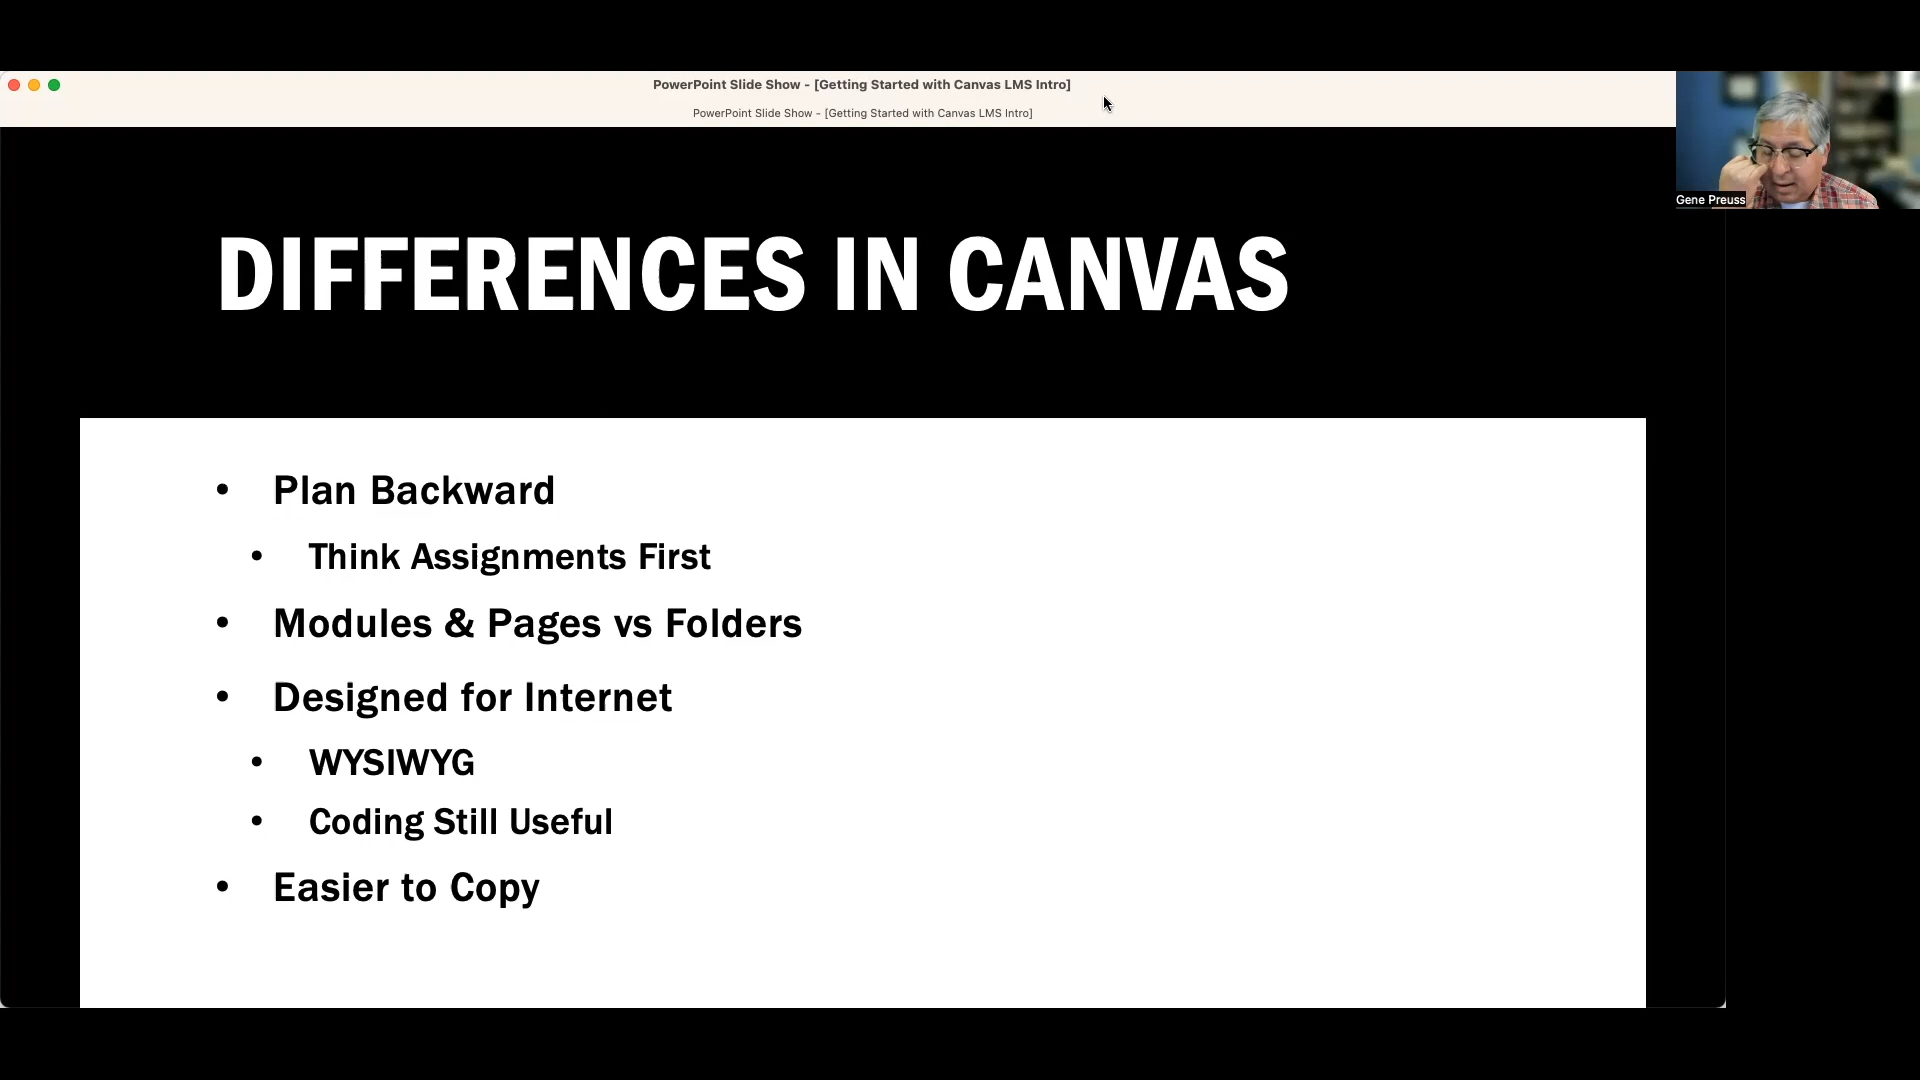 PowerPoint Slide Show - [Getting Started with Canvas LMS Intro]
PowerPoint Slide Show - [Getting Started with Canvas LMS Intro]
Gene Preuss
DIFFERENCES IN CANVAS
• Plan Backward
• Think Assignments First
• Modules & Pages vs Folders
• Designed for Internet
• WYSIWYG
• Coding Still Useful
• Easier to Copy